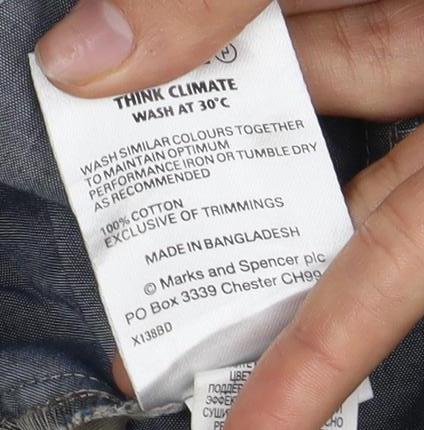 THINK CLIMATE
WASH AT 30°C
WASH SIMILAR COLOURS TOGETHER
TO MAINTAIN OPTIMUM
PERFORMANCE IRON OR TUMBLE DRY
AS RECOMMENDED
100% COTTON
EXCLUSIVE OF TRIMMINGS
MADE IN BANGLADESH
© Marks and Spencer plc
PO Box 3339 Chester CH99
X138BD